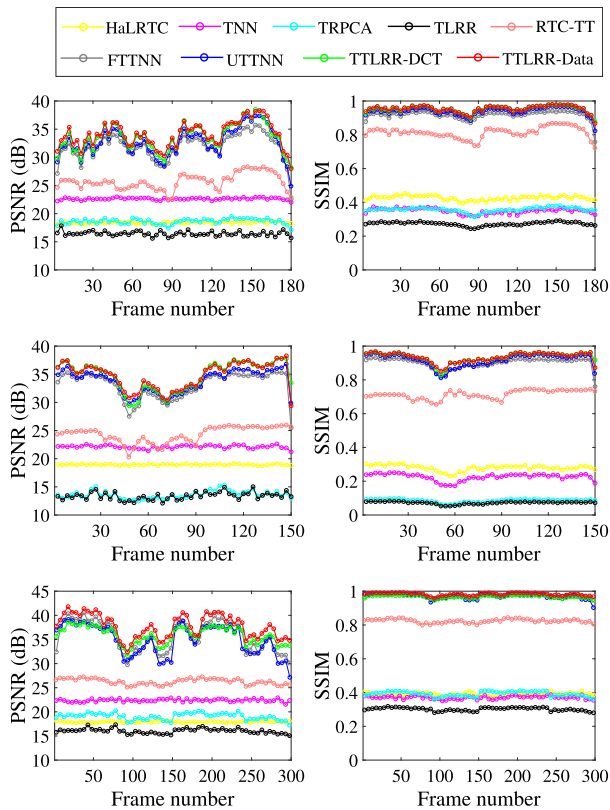 HaLRTC TNN TRPCA TLRR RTC-TT
FTTNN UTTNN TTLRR-DCT TTLRR-Data
PSNR (dB)
40
35
30
25
20
15
10
30 60 90 120 150 180
Frame number
SSIM
1
0.8
0.6
0.4
0.2
0
30 60 90 120 150 180
Frame number
PSNR (dB)
40
35
30
25
20
15
10
30 60 90 120 150
Frame number
SSIM
1
0.8
0.6
0.4
0.2
0
30 60 90 120 150
Frame number
PSNR (dB)
45
40
35
30
25
20
15
10
50 100 150 200 250 300
Frame number
SSIM
1
0.8
0.6
0.4
0.2
0
50 100 150 200 250 300
Frame number